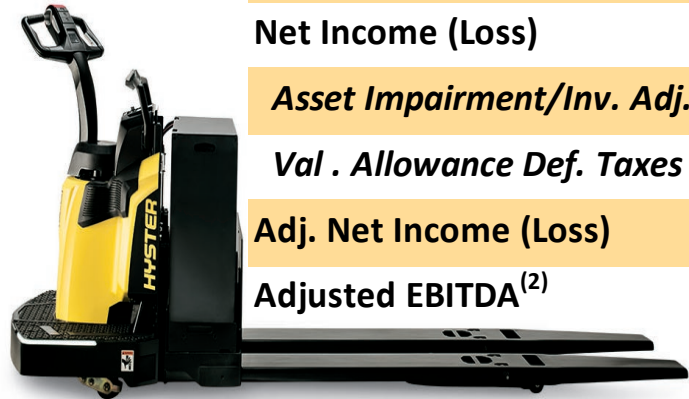 Net Income (Loss)
Asset Impairment/Inv. Adj.
Val . Allowance Def. Taxes
Adj. Net Income (Loss)
Adjusted EBITDA(2)
HYSTER